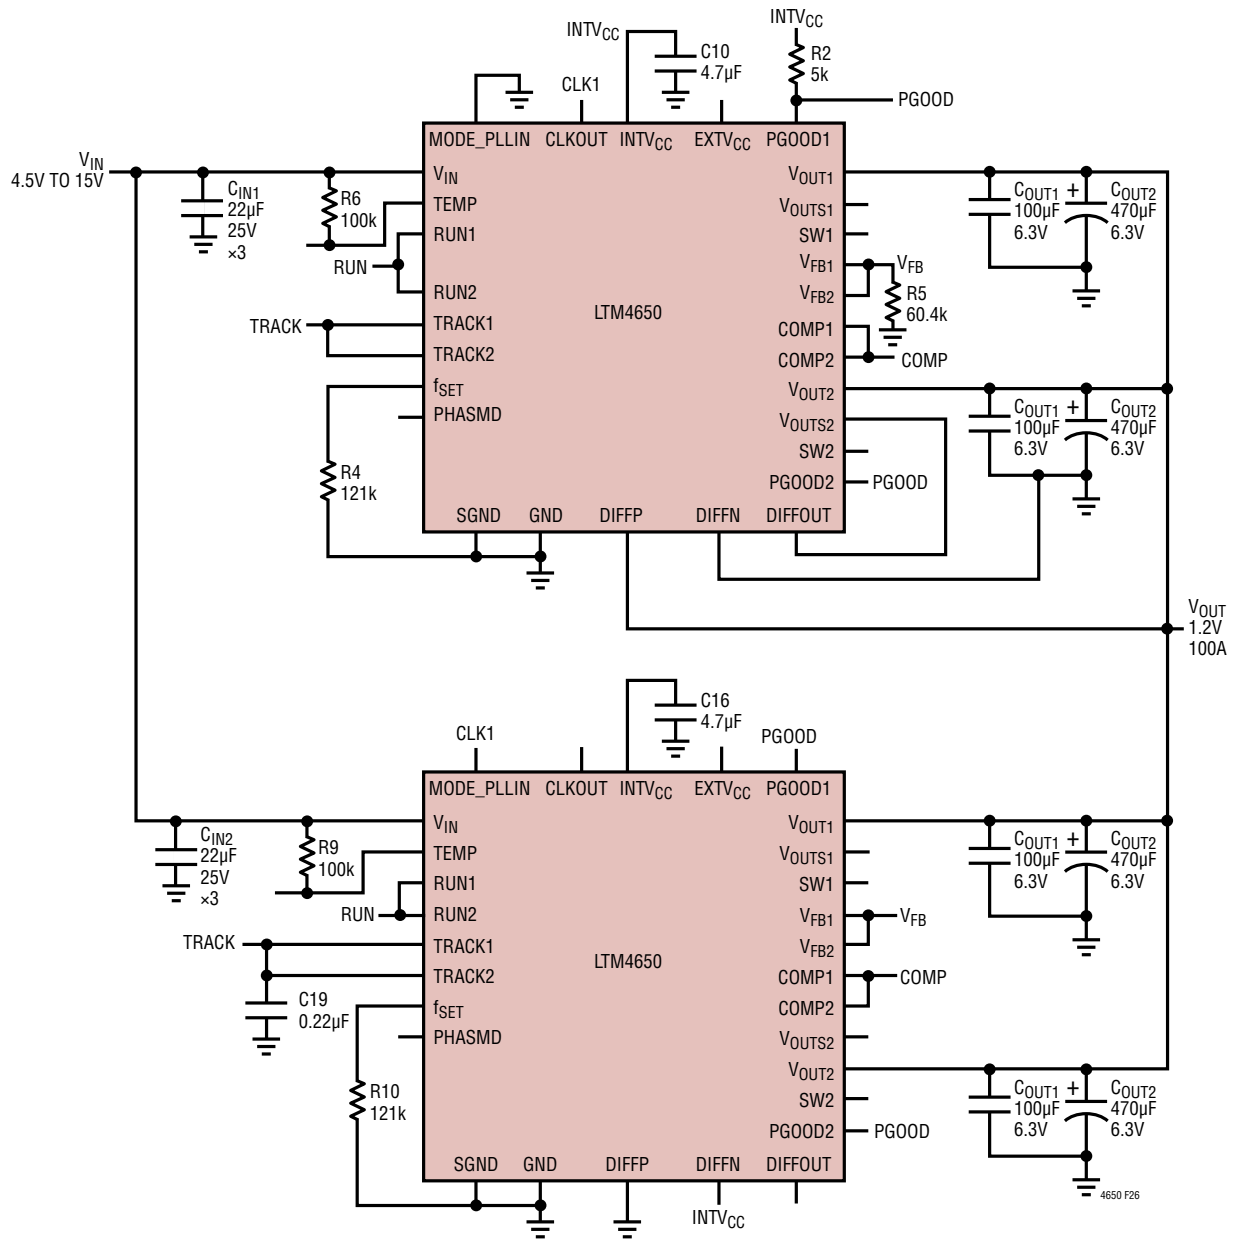 INTVCC
INTVCC
C10
4.7µF
R2
5k
CLK1
PGOOD
MODE_PLLIN
CLKOUT
INTVCC
EXTVCC
PGOOD1
VIN
4.5V TO 15V
CIN1
22µF
25V
×3
R6
100k
VIN
TEMP
RUN1
RUN
RUN2
TRACK
TRACK1
TRACK2
fSET
PHASMD
R4
121k
LTM4650
VOUT1
VOUTS1
SW1
VFB1
VFB
VFB2
R5
60.4k
COMP1
COMP2
COMP
VOUT2
VOUTS2
SW2
PGOOD2
PGOOD
COUT1
100µF
6.3V
+
COUT2
470µF
6.3V
COUT1
100µF
6.3V
+
COUT2
470µF
6.3V
SGND
GND
DIFFP
DIFFN
DIFFOUT
VOUT
1.2V
100A
C16
4.7µF
CLK1
PGOOD
MODE_PLLIN
CLKOUT
INTVCC
EXTVCC
PGOOD1
CIN2
22µF
25V
×3
R9
100k
VIN
TEMP
RUN1
RUN
RUN2
TRACK
TRACK1
TRACK2
C19
0.22µF
fSET
PHASMD
R10
121k
LTM4650
VOUT1
VOUTS1
SW1
VFB1
VFB
VFB2
COMP1
COMP
COMP2
VOUTS2
VOUT2
SW2
PGOOD2
PGOOD
COUT1
100µF
6.3V
+
COUT2
470µF
6.3V
COUT1
100µF
6.3V
+
COUT2
470µF
6.3V
SGND
GND
DIFFP
DIFFN
DIFFOUT
INTVCC
4650 F26